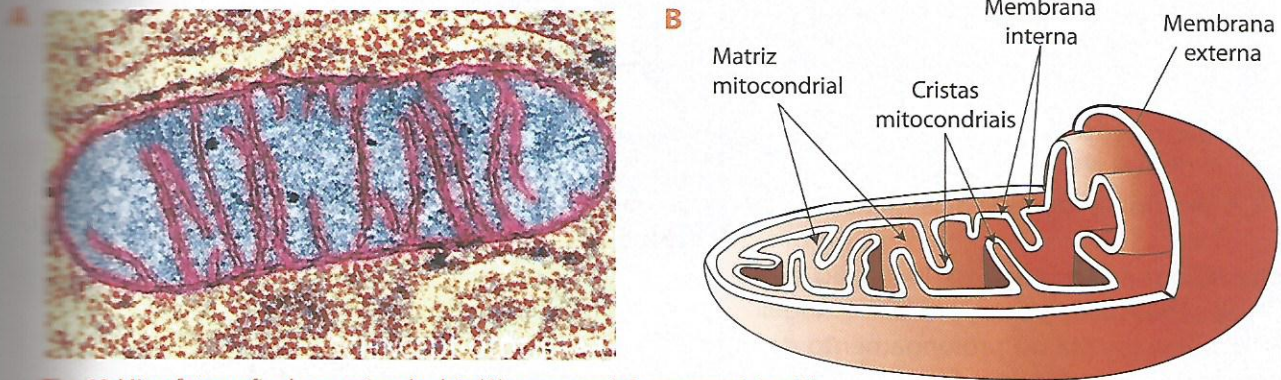 A
B
Matriz
mitocondrial
Cristas
mitocondriais
Membrana
interna
Membrana
externa